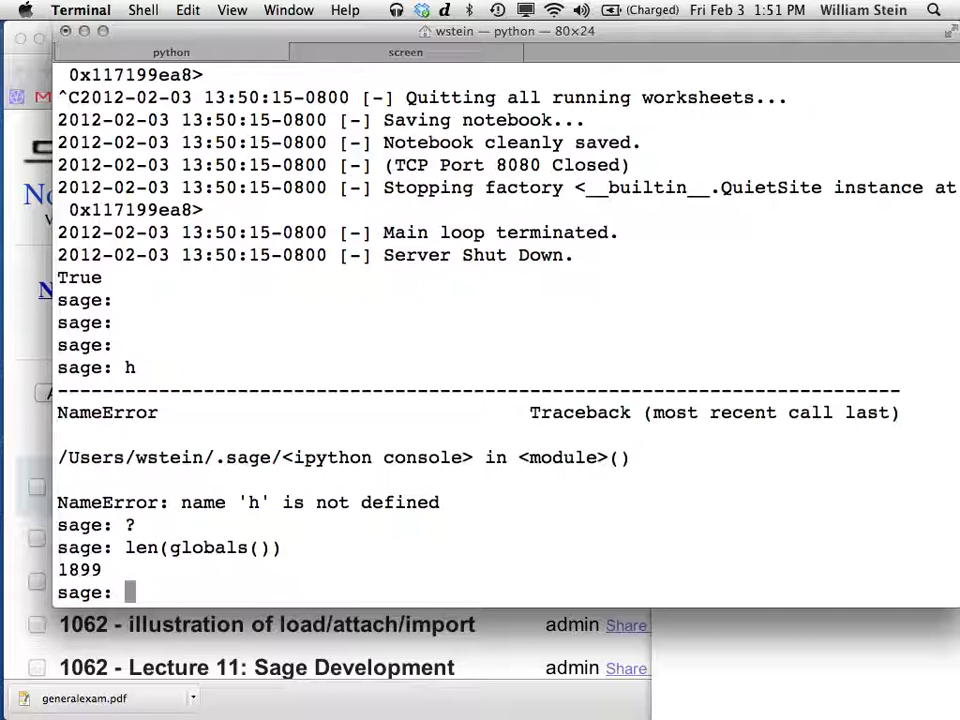 Terminal Shell Edit View Window Help (Charged) Fri Feb 3 1:51 PM William Stein
wstein — python — 80×24
python screen
0x117199ea8>
^C2012-02-03 13:50:15-0800 [-] Quitting all running worksheets...
2012-02-03 13:50:15-0800 [-] Saving notebook...
2012-02-03 13:50:15-0800 [-] Notebook cleanly saved.
2012-02-03 13:50:15-0800 [-] (TCP Port 8080 Closed)
2012-02-03 13:50:15-0800 [-] Stopping factory <__builtin__.QuietSite instance at
0x117199ea8>
2012-02-03 13:50:15-0800 [-] Main loop terminated.
2012-02-03 13:50:15-0800 [-] Server Shut Down.
True
sage:
sage:
sage:
sage: h
---------------------------------------------------------------------------
NameError Traceback (most recent call last)
/Users/wstein/.sage/<ipython console> in <module>()
NameError: name 'h' is not defined
sage: ?
sage: len(globals())
1899
sage:
1062 - illustration of load/attach/import admin Share
1062 - Lecture 11: Sage Development admin Share
generalexam.pdf